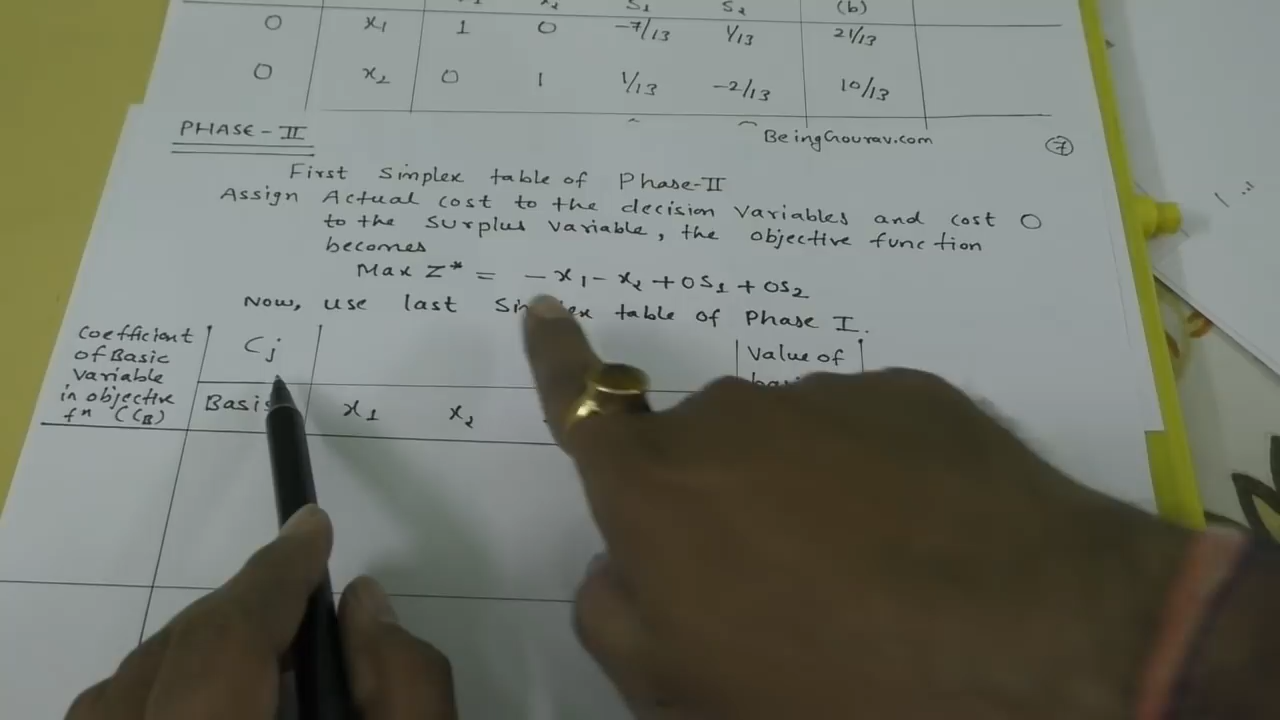 S₁ S₂ (b)
0 x₁ 1 0 -7/13 1/13 21/13
0 x₂ 0 1 1/13 -2/13 10/13
BeingGourav.com
PHASE-II
7
First Simplex table of Phase-II
Assign Actual cost to the decision variables and cost 0
to the surplus variable, the objective function
becomes
Max Z* = -x₁ - x₂ + 0S₁ + 0S₂
Now, use last table of Phase I.
Coefficient
of Basic
variable
in objective
fⁿ (C_B)
Cj
Value of
x₁ x₂